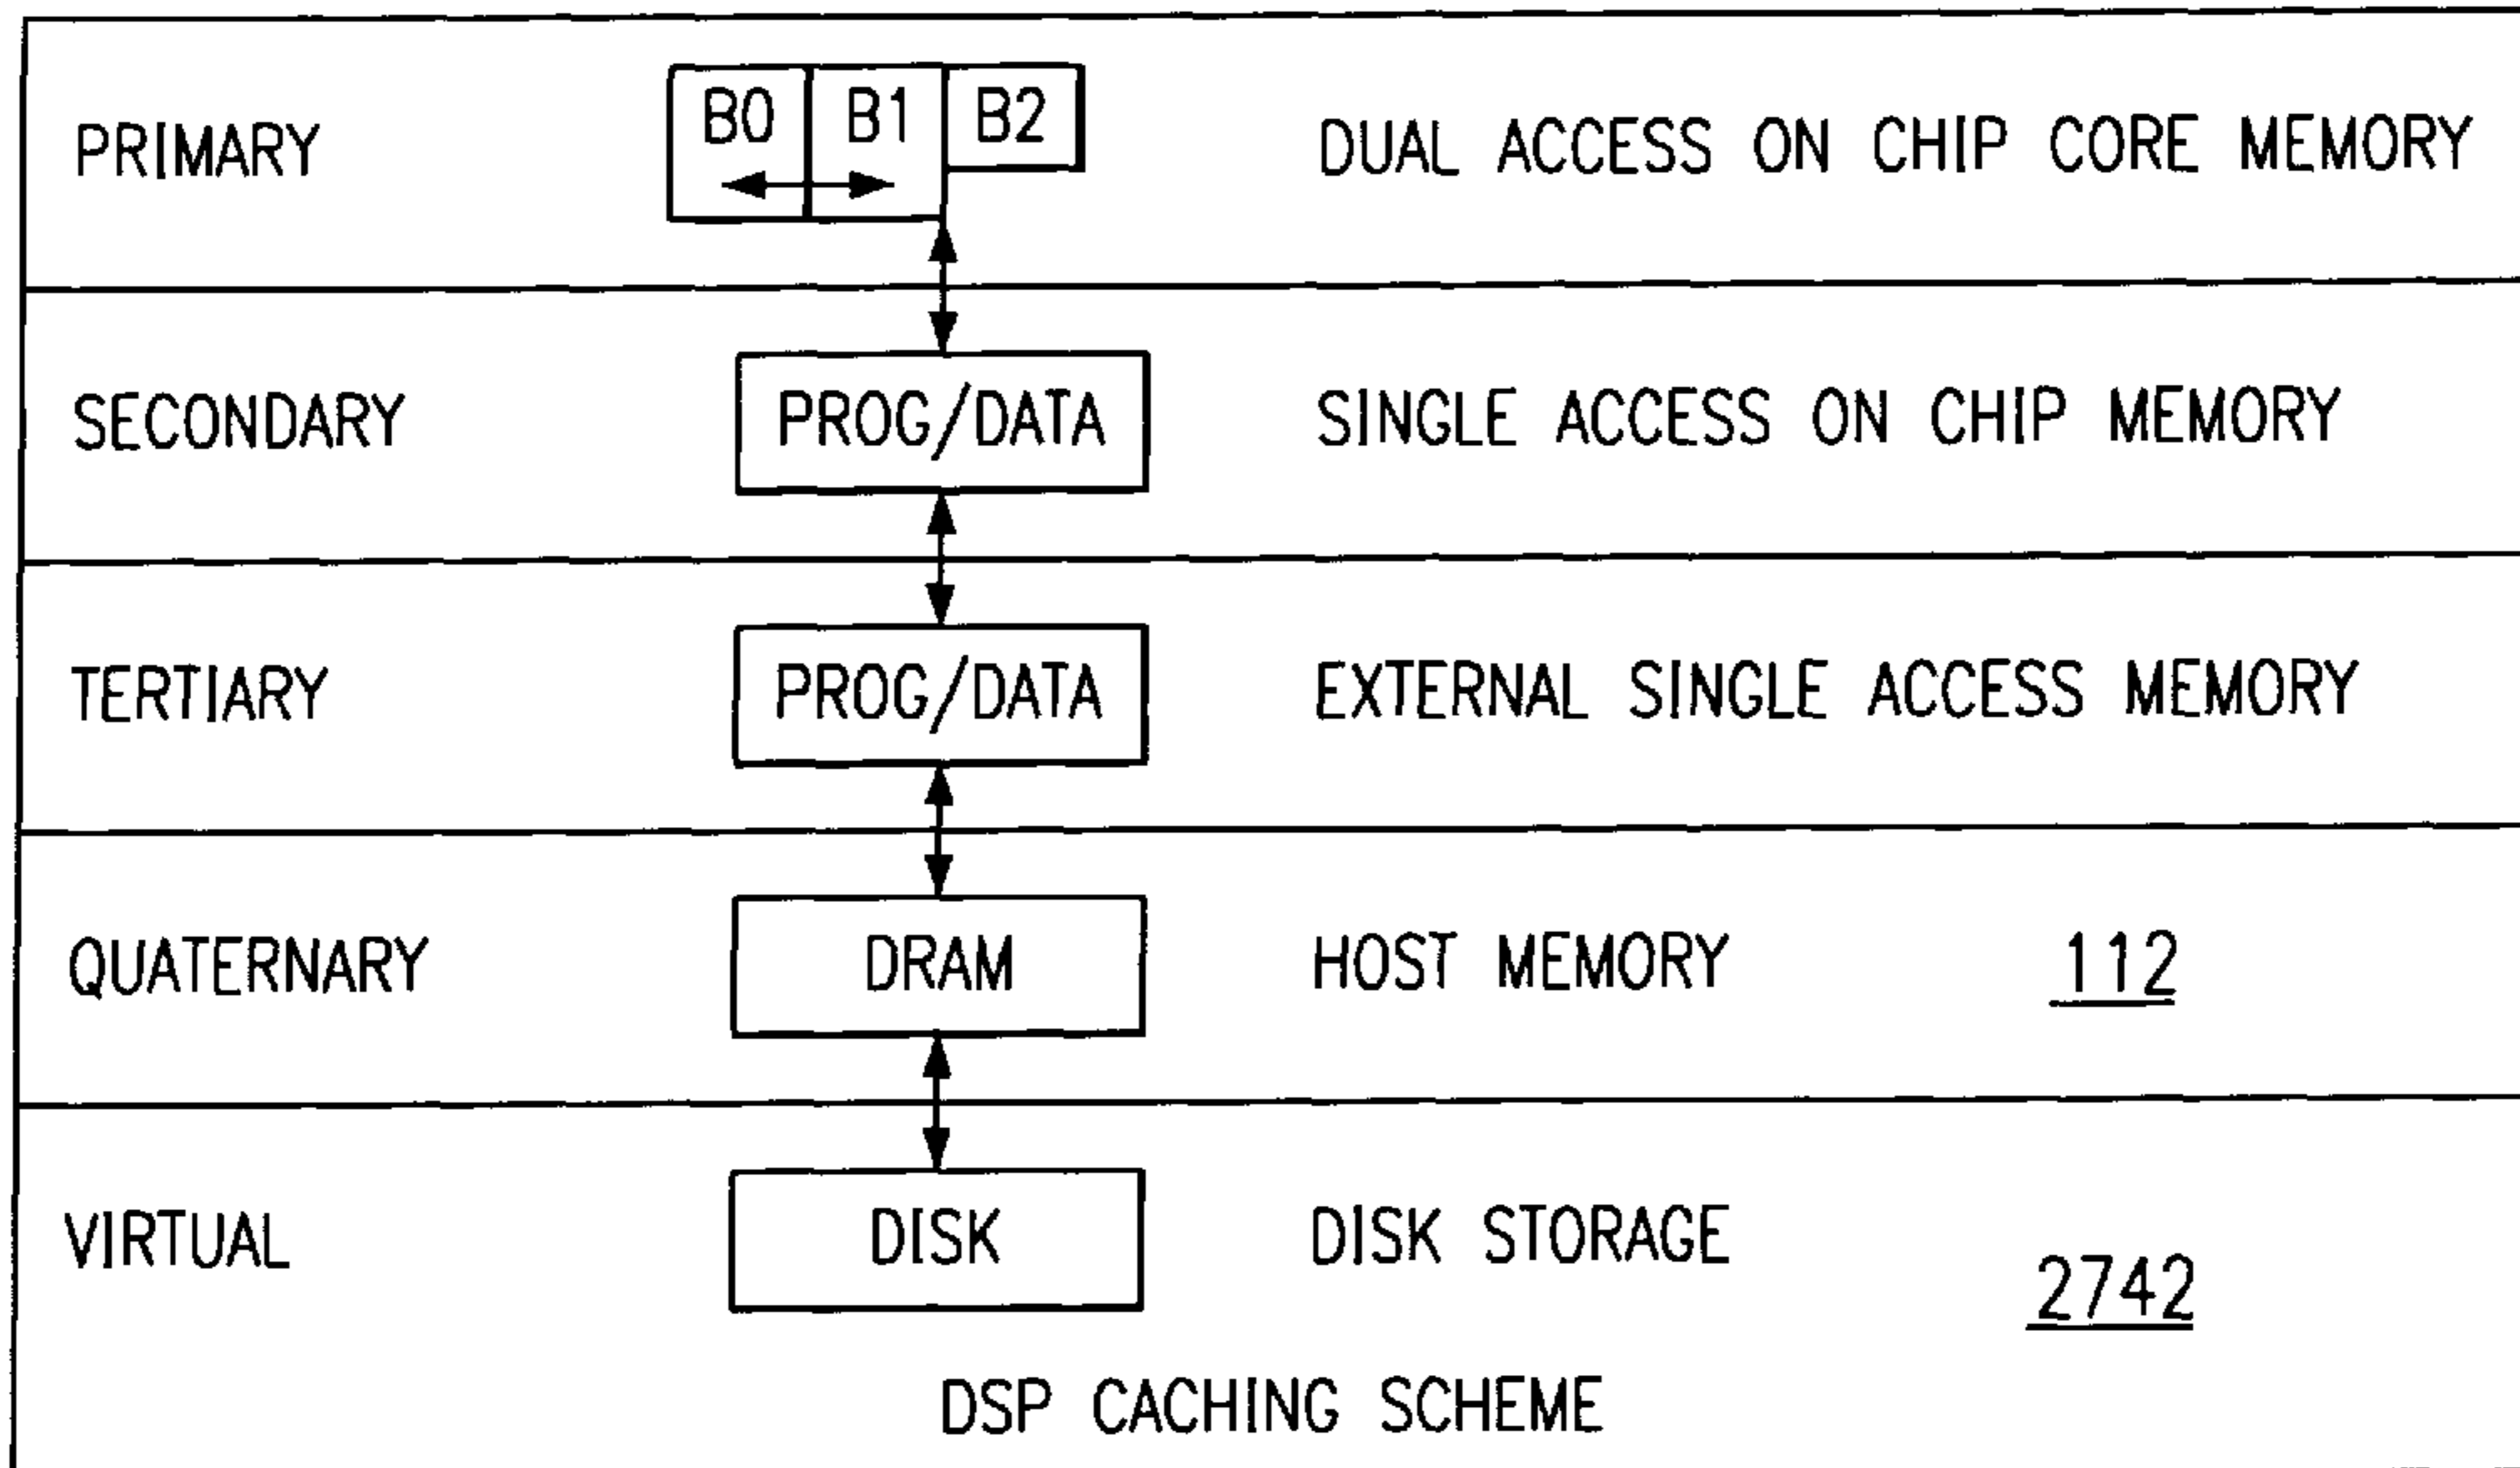 PRIMARY B0 B1 B2 DUAL ACCESS ON CHIP CORE MEMORY
SECONDARY PROG/DATA SINGLE ACCESS ON CHIP MEMORY
TERTIARY PROG/DATA EXTERNAL SINGLE ACCESS MEMORY
QUATERNARY DRAM HOST MEMORY 112
VIRTUAL DISK DISK STORAGE
2742
DSP CACHING SCHEME